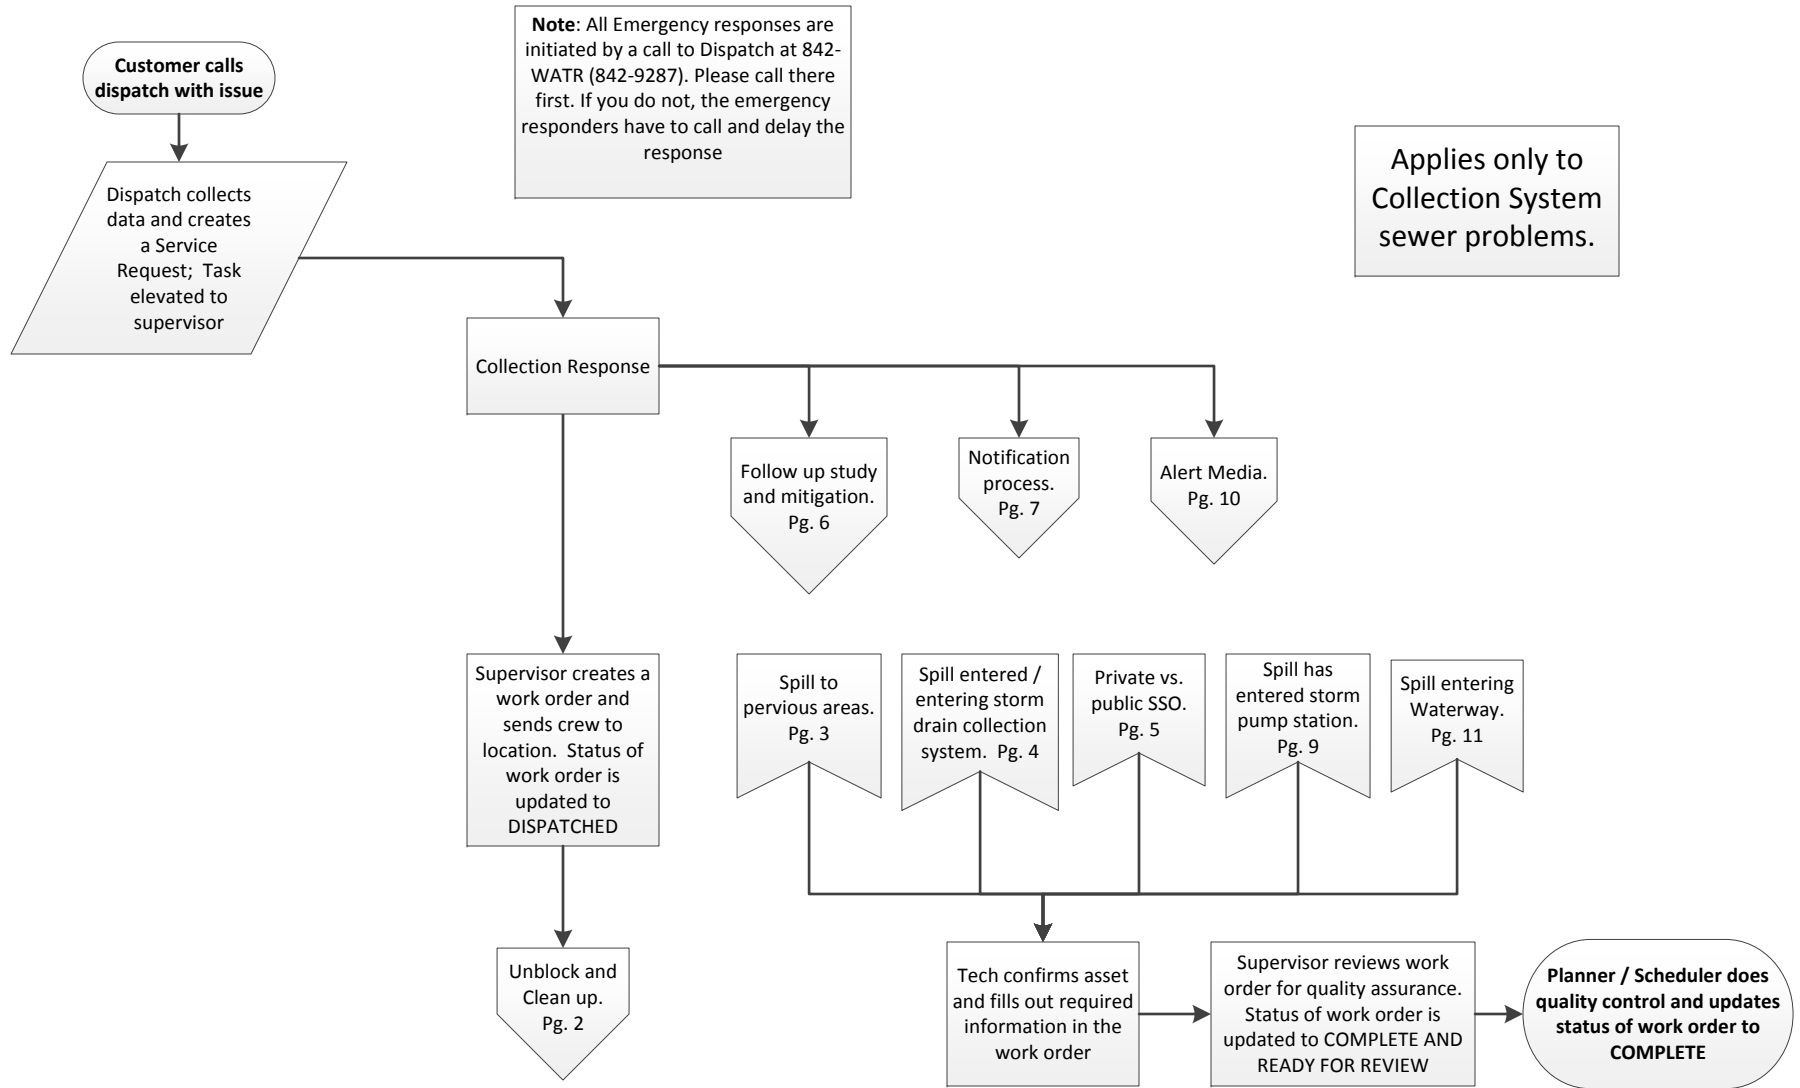 Note: All Emergency responses are
initiated by a call to Dispatch at 842-
WATR (842-9287). Please call there
first. If you do not, the emergency
responders have to call and delay the
response
Customer calls
dispatch with issue
Applies only to
Collection System
sewer problems.
Dispatch collects
data and creates
a Service
Request;  Task
elevated to
supervisor
Collection Response
Follow up study
and mitigation.
Pg. 6
Notification
process.
Pg. 7
Alert Media.
Pg. 10
Supervisor creates a
work order and
sends crew to
location.  Status of
work order is
updated to
DISPATCHED
Spill to
pervious areas.
Pg. 3
Spill entered /
entering storm
drain collection
system.  Pg. 4
Private vs.
public SSO.
Pg. 5
Spill has
entered storm
pump station.
Pg. 9
Spill entering
Waterway.
Pg. 11
Unblock and
Clean up.
Pg. 2
Tech confirms asset
and fills out required
information in the
work order
Supervisor reviews work
order for quality assurance.
Status of work order is
updated to COMPLETE AND
READY FOR REVIEW
Planner / Scheduler does
quality control and updates
status of work order to
COMPLETE